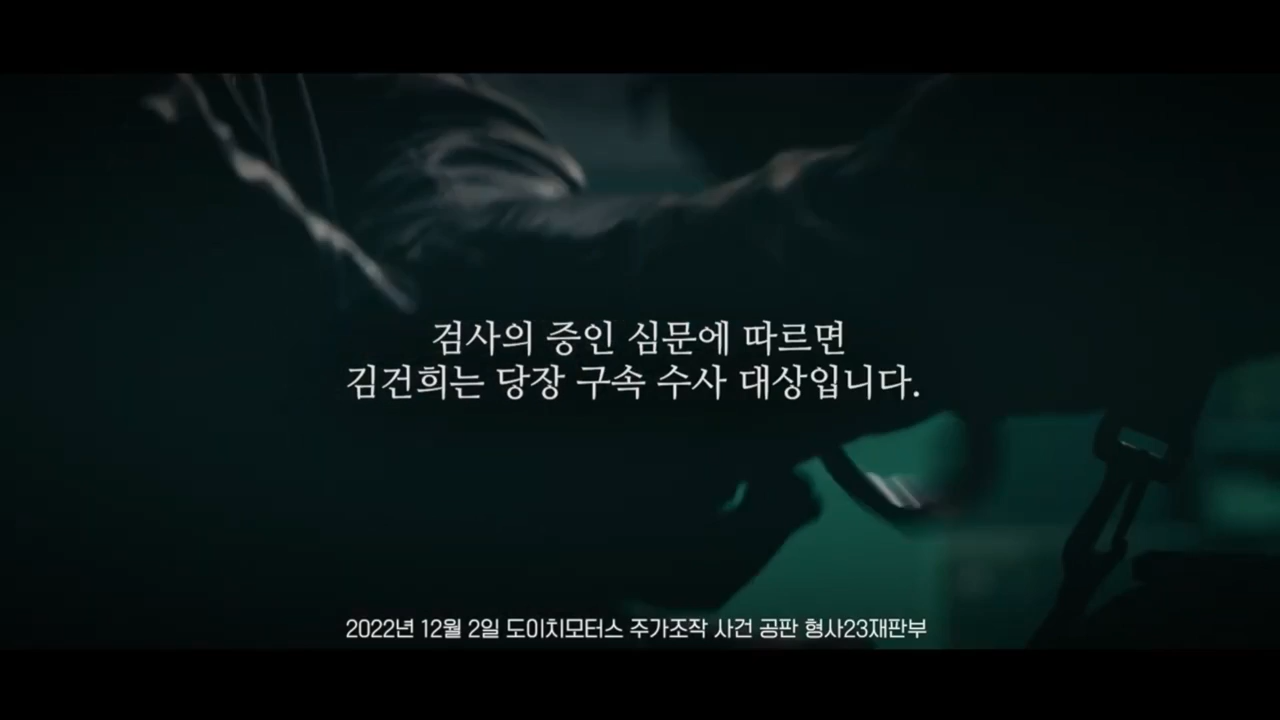 검사의 증인 심문에 따르면
김건희는 당장 구속 수사 대상입니다.
2022년 12월 2일 도이치모터스 주가조작 사건 공판 형사23재판부